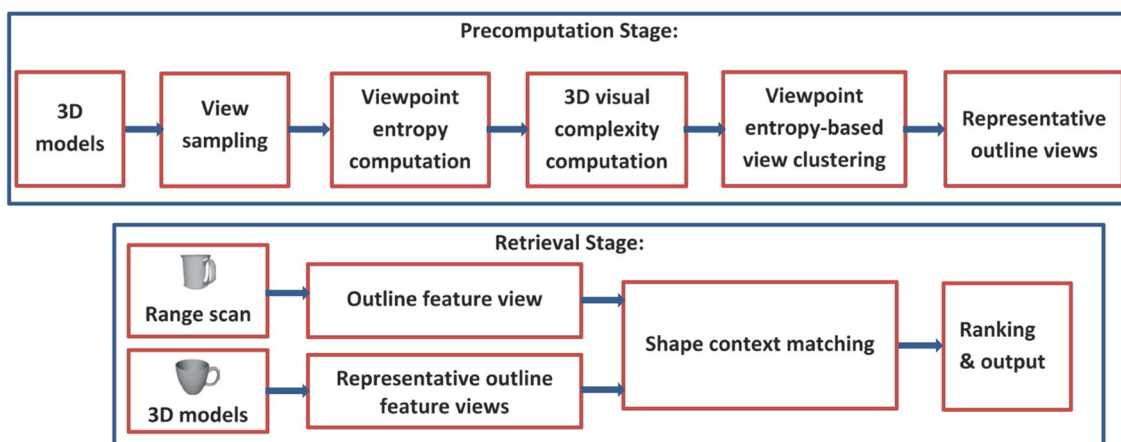 Precomputation Stage:
3D
models
View
sampling
Viewpoint
entropy
computation
3D visual
complexity
computation
Viewpoint
entropy-based
view clustering
Representative
outline views
Retrieval Stage:
Range scan
Outline feature view
3D models
Representative outline
feature views
Shape context matching
Ranking
& output